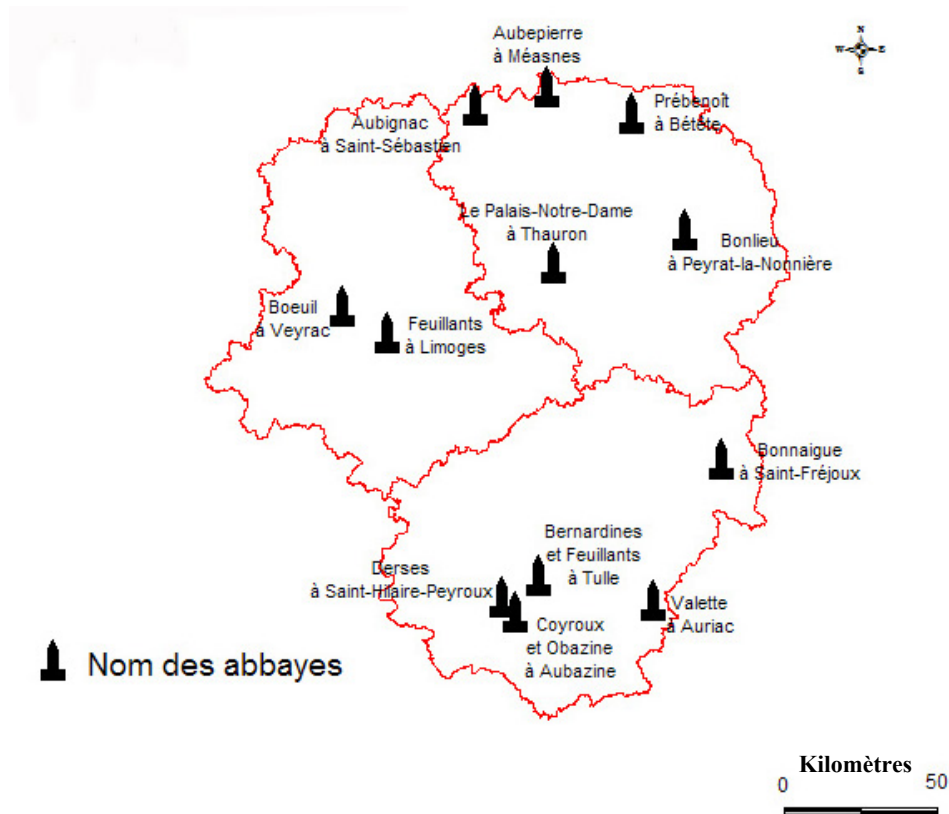 Aubepierre
à Méasnes
N
W
E
S
Aubignac
à Saint-Sébastien
Prébenoît
à Bétête
Le Palais-Notre-Dame
à Thauron
Bonlieu
à Peyrat-la-Nonnière
Boeuil
à Veyrac
Feuillants
à Limoges
Bonnaigue
à Saint-Fréjoux
Bernardines
et Feuillants
à Tulle
Derses
à Saint-Hilaire-Peyroux
Valette
à Auriac
Coyroux
et Obazine
à Aubazine
Nom des abbayes
Kilomètres
0 50